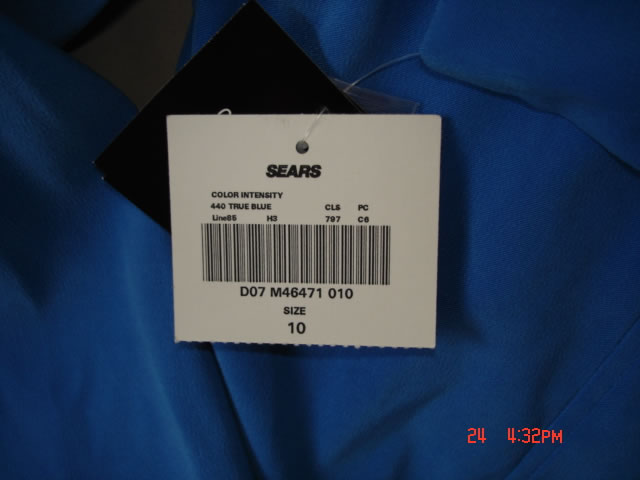 SEARS
COLOR INTENSITY
440 TRUE BLUE CLS PC
Line85 H3 797 C6
D07 M46471 010
SIZE
10
24 4:32PM